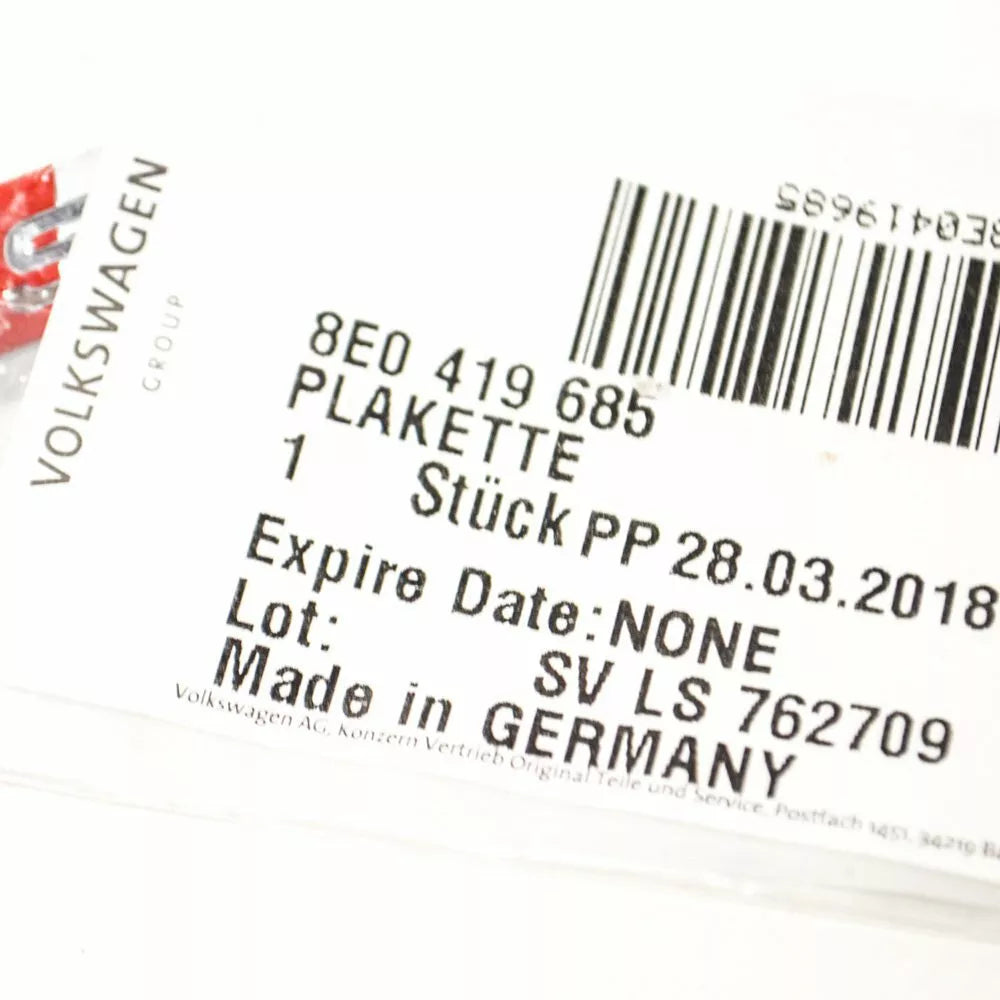 VOLKSWAGEN
GROUP
8E0419685
8E0 419 685
PLAKETTE
1 Stück PP 28.03.2018
Expire Date:NONE
Lot: SV LS 762709
Made in GERMANY
Volkswagen AG, Konzern Vertrieb Original Teile und Service, Postfach 1451, 34219